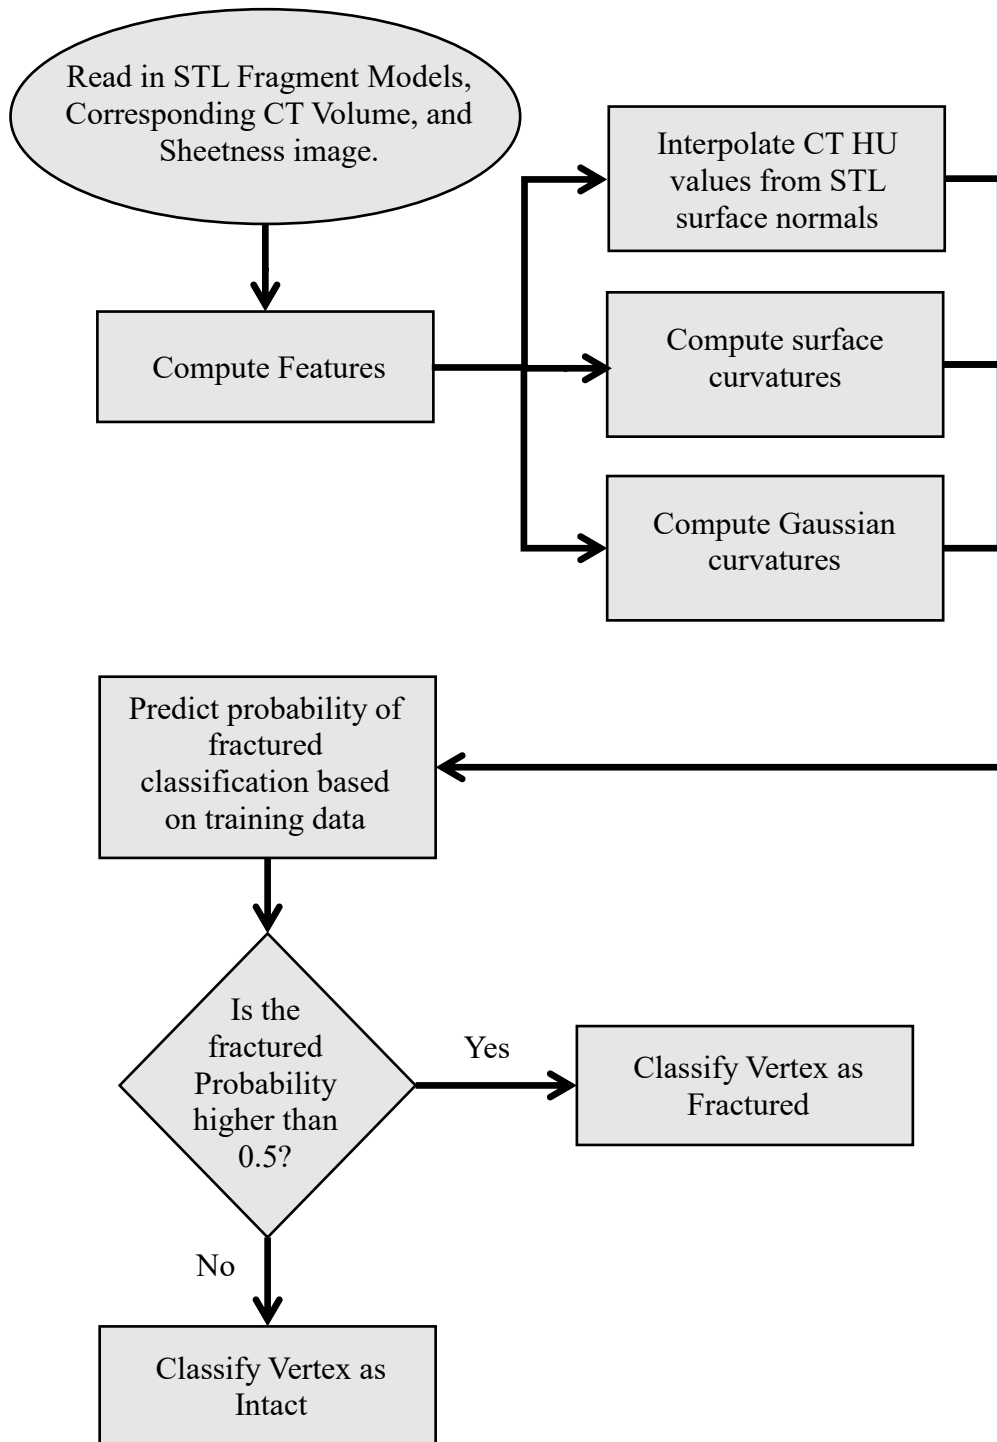 Read in STL Fragment Models,
Corresponding CT Volume, and
Sheetness image.
Compute Features
Interpolate CT HU
values from STL
surface normals
Compute surface
curvatures
Compute Gaussian
curvatures
Predict probability of
fractured
classification based
on training data
Is the
fractured
Probability
higher than
0.5?
Yes
Classify Vertex as
Fractured
No
Classify Vertex as
Intact